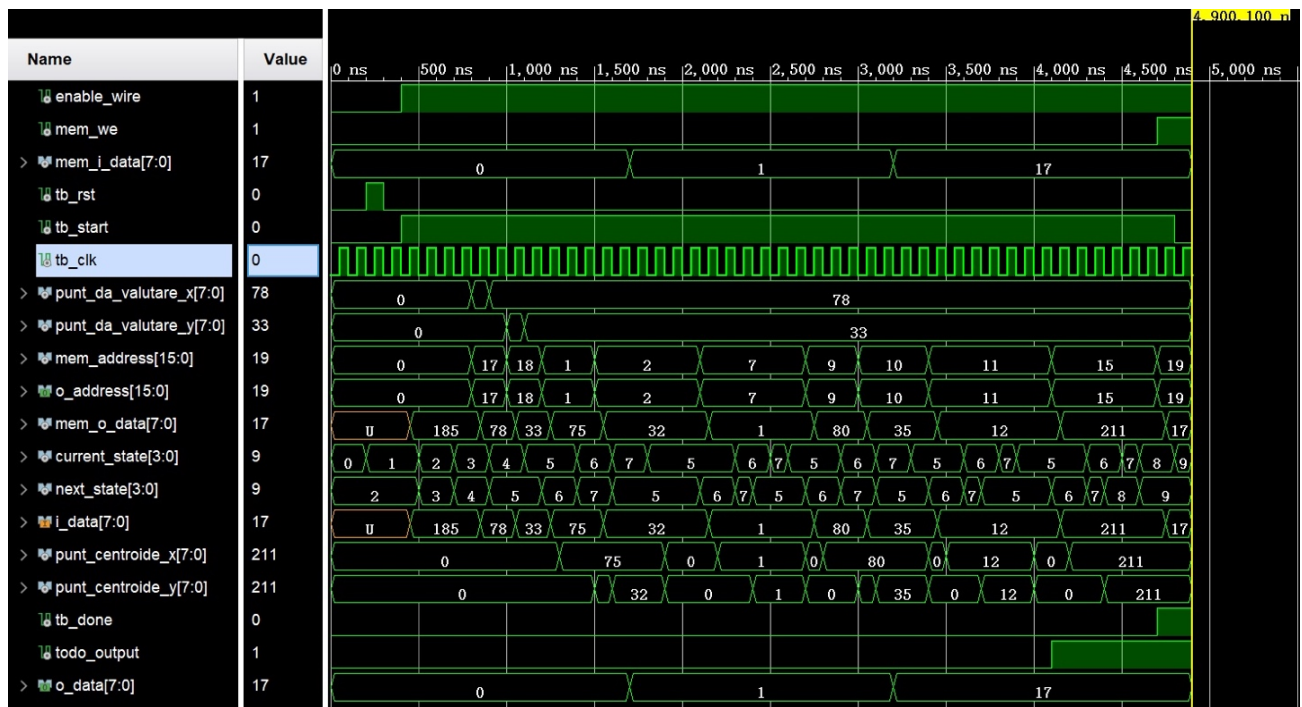 4,900,100 n
Name Value 0 ns 500 ns 1,000 ns 1,500 ns 2,000 ns 2,500 ns 3,000 ns 3,500 ns 4,000 ns 4,500 ns 5,000 ns
enable_wire 1
mem_we 1
mem_i_data[7:0] 17 0 1 17
tb_rst 0
tb_start 0
tb_clk 0
punt_da_valutare_x[7:0] 78 0 78
punt_da_valutare_y[7:0] 33 0 33
mem_address[15:0] 19 0 17 18 1 2 7 9 10 11 15 19
o_address[15:0] 19 0 17 18 1 2 7 9 10 11 15 19
mem_o_data[7:0] 17 U 185 78 33 75 32 1 80 35 12 211 17
current_state[3:0] 9 0 1 2 3 4 5 6 7 5 6 7 5 6 7 5 6 7 5 6 7 8 9
next_state[3:0] 9 2 3 4 5 6 7 5 6 7 5 6 7 5 6 7 5 6 7 8 9
i_data[7:0] 17 U 185 78 33 75 32 1 80 35 12 211 17
punt_centroide_x[7:0] 211 0 75 0 1 0 80 0 12 0 211
punt_centroide_y[7:0] 211 0 32 0 1 0 35 0 12 0 211
tb_done 0
todo_output 1
o_data[7:0] 17 0 1 17